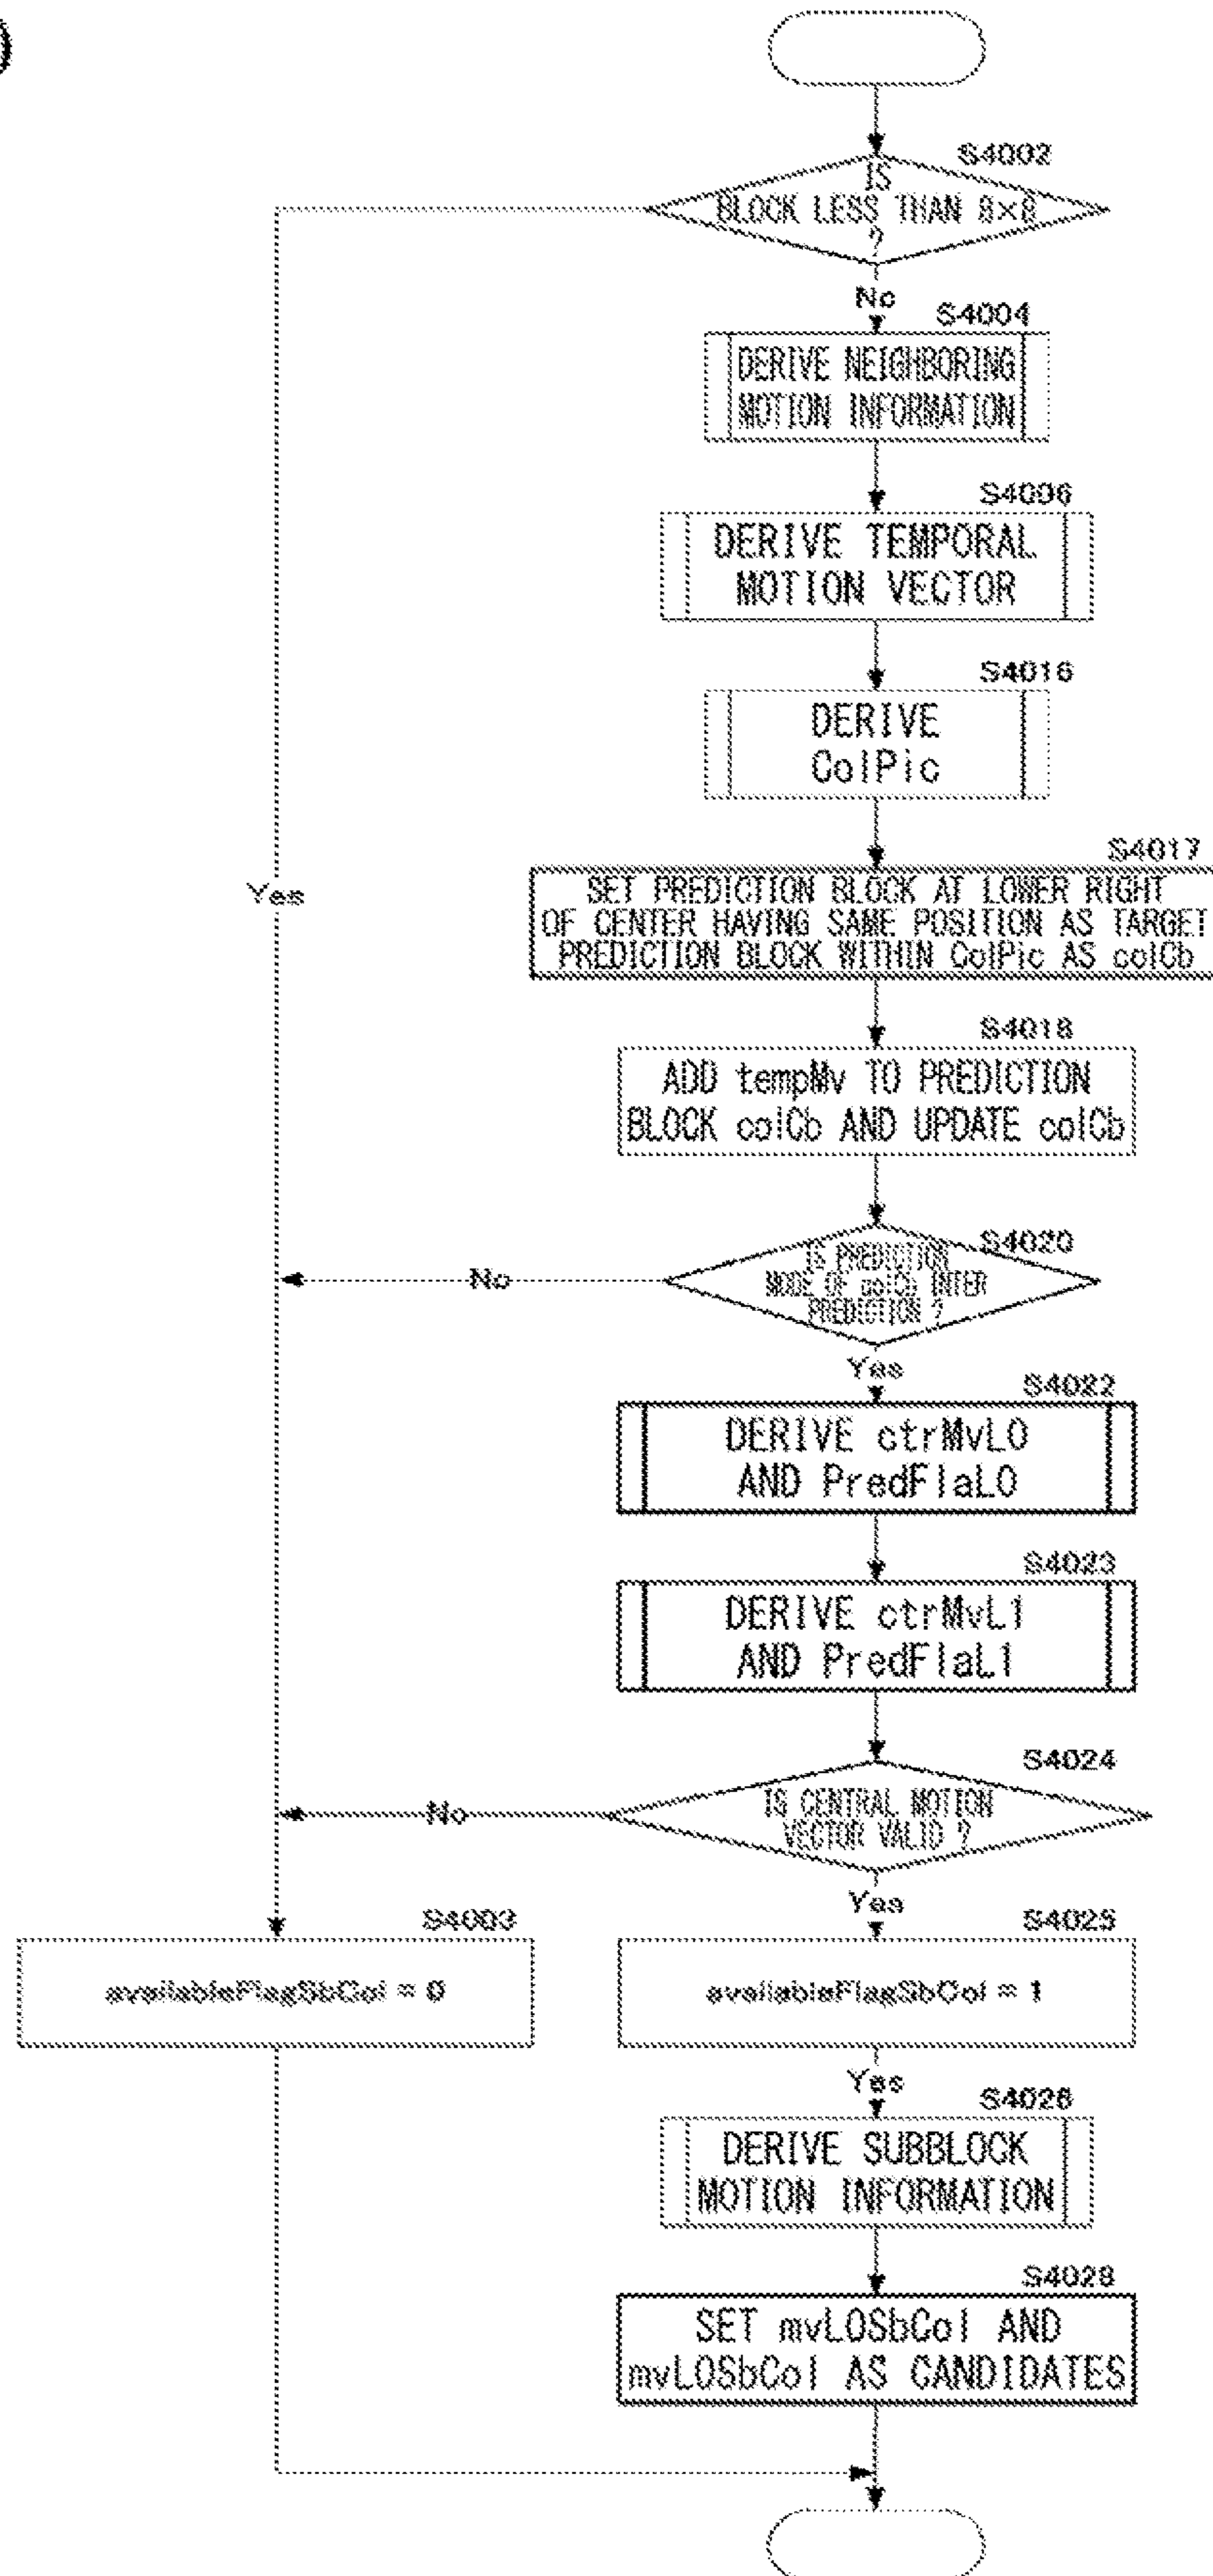 )
S4002
IS
BLOCK LESS THAN 8×8
?
No
S4004
DERIVE NEIGHBORING
MOTION INFORMATION
S4006
DERIVE TEMPORAL
MOTION VECTOR
S4016
DERIVE
ColPic
S4017
Yes
SET PREDICTION BLOCK AT LOWER RIGHT
OF CENTER HAVING SAME POSITION AS TARGET
PREDICTION BLOCK WITHIN ColPic AS colCb
S4018
ADD tempMv TO PREDICTION
BLOCK colCb AND UPDATE colCb
S4020
IS PREDICTION
MODE OF colCb INTER
PREDICTION ?
No
Yes
S4022
DERIVE ctrMvL0
AND PredFlaL0
S4023
DERIVE ctrMvL1
AND PredFlaL1
S4024
IS CENTRAL MOTION
VECTOR VALID ?
No
Yes
S4003
availableFlagSbCol = 0
S4025
availableFlagSbCol = 1
Yes
S4026
DERIVE SUBBLOCK
MOTION INFORMATION
S4028
SET mvL0SbCol AND
mvL0SbCol AS CANDIDATES